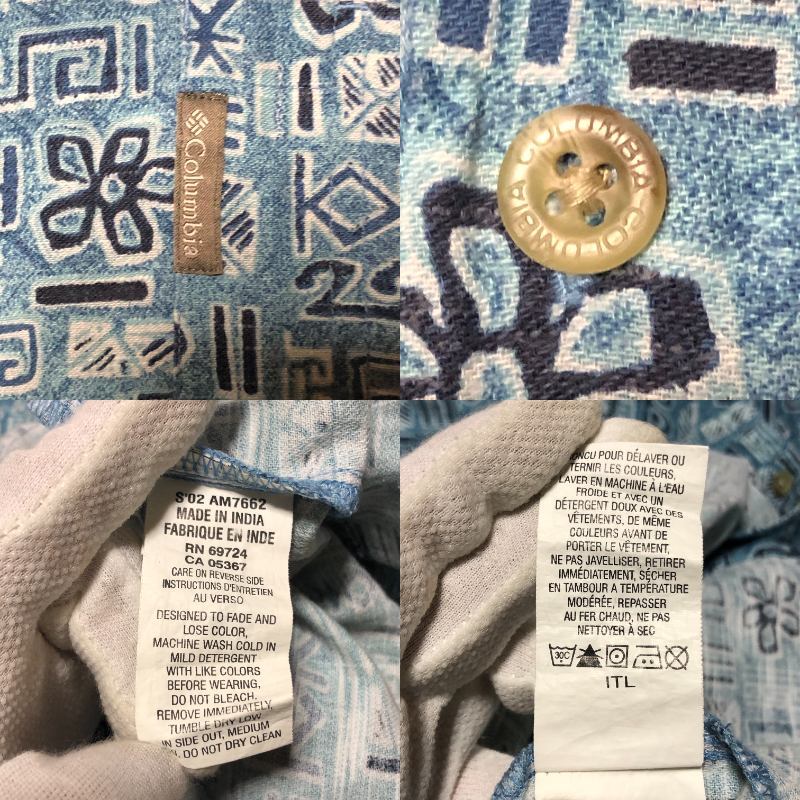 Columbia
COLUMBIA COLUMBIA
S'02 AM7662
MADE IN INDIA
FABRIQUE EN INDE
RN 69724
CA 05367
CARE ON REVERSE SIDE
INSTRUCTIONS D'ENTRETIEN
AU VERSO
DESIGNED TO FADE AND
LOSE COLOR,
MACHINE WASH COLD IN
MILD DETERGENT
WITH LIKE COLORS
BEFORE WEARING,
DO NOT BLEACH.
REMOVE IMMEDIATELY,
TUMBLE DRY LOW
IN SIDE OUT, MEDIUM
DO NOT DRY CLEAN
POUR DÉLAVER OU
TERNIR LES COULEURS,
LAVER EN MACHINE À L'EAU
FROIDE ET AVEC UN
DÉTERGENT DOUX AVEC DES
VÊTEMENTS, DE MÊME
COULEURS AVANT DE
PORTER LE VÊTEMENT,
NE PAS JAVELLISER, RETIRER
IMMÉDIATEMENT, SÉCHER
EN TAMBOUR A TEMPÉRATURE
MODÉRÉE, REPASSER
AU FER CHAUD, NE PAS
NETTOYER À SEC
30C
ITL